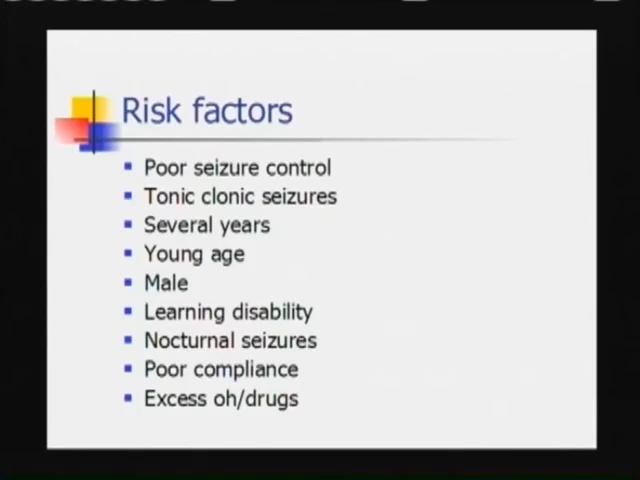 Risk factors
Poor seizure control
Tonic clonic seizures
Several years
Young age
Male
Learning disability
Nocturnal seizures
Poor compliance
Excess oh/drugs